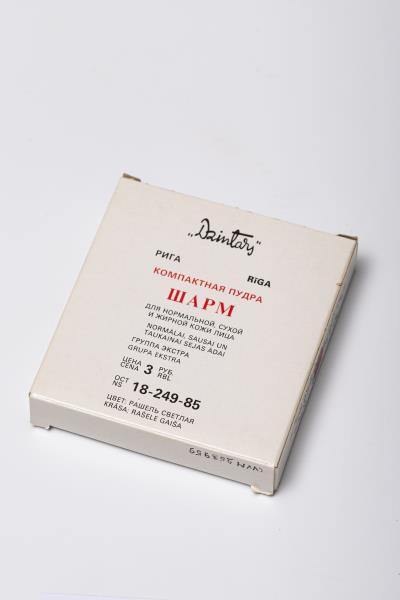 „Dzintars"
РИГА RīGA
КОМПАКТНАЯ ПУДРА
ШАРМ
ДЛЯ НОРМАЛЬНОЙ, СУХОЙ
И ЖИРНОЙ КОЖИ ЛИЦА
NORMALAI, SAUSAI UN
TAUKAINAI SEJAS ĀDAI
ГРУППА ЭКСТРА
GRUPA EKSTRA
ЦЕНА 3 РУБ.
CENA RBL
ОСТ 18-249-85
NS
ЦВЕТ: РАШЕЛЬ СВЕТЛАЯ
KRĀSA: RAŠELE GAIŠA